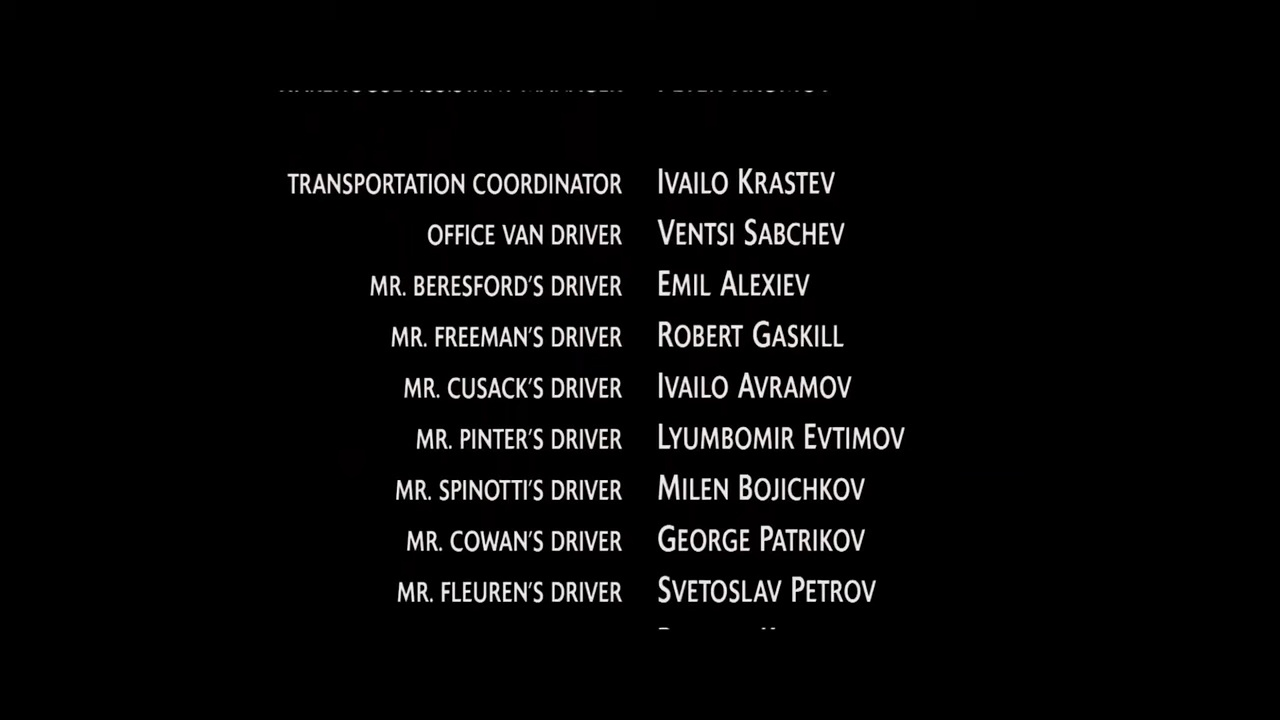 TRANSPORTATION COORDINATOR IVAILO KRASTEV
OFFICE VAN DRIVER VENTSI SABCHEV
MR. BERESFORD'S DRIVER EMIL ALEXIEV
MR. FREEMAN'S DRIVER ROBERT GASKILL
MR. CUSACK'S DRIVER IVAILO AVRAMOV
MR. PINTER'S DRIVER LYUMBOMIR EVTIMOV
MR. SPINOTTI'S DRIVER MILEN BOJICHKOV
MR. COWAN'S DRIVER GEORGE PATRIKOV
MR. FLEUREN'S DRIVER SVETOSLAV PETROV